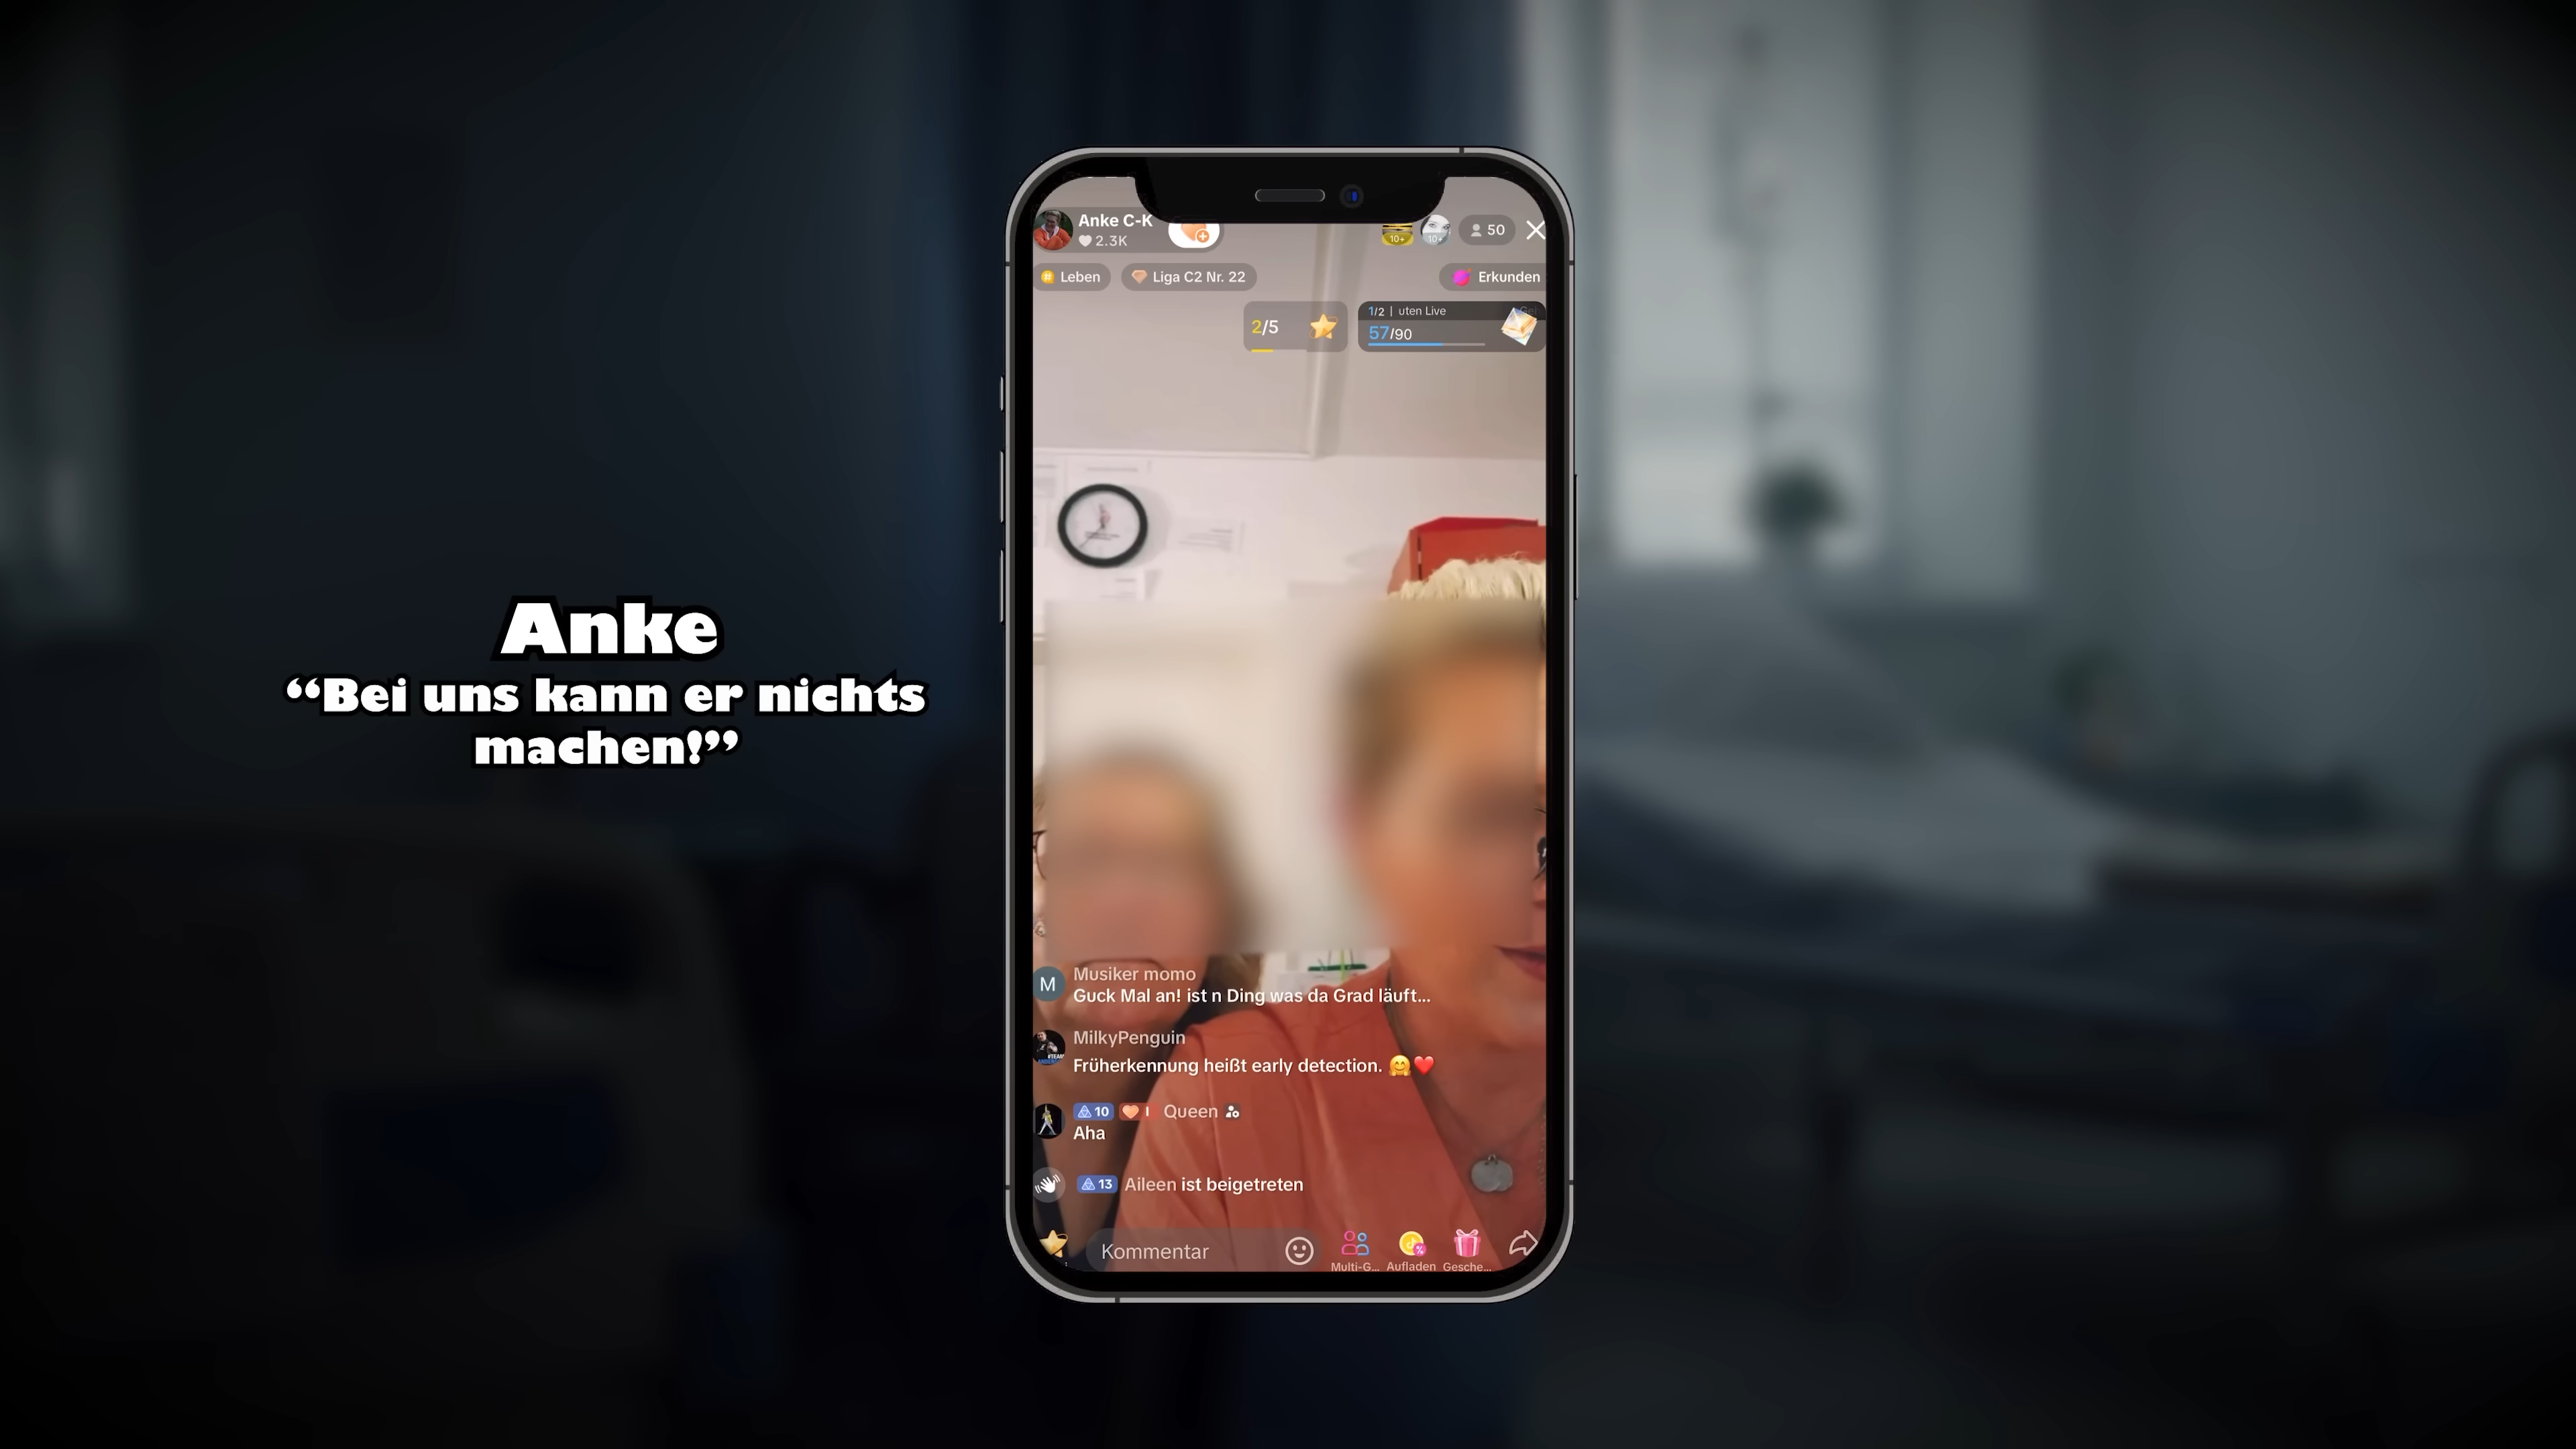 Anke
“Bei uns kann er nichts
machen!”
Anke C-K
2.3K
10+
10+
50
Leben
Liga C2 Nr. 22
Erkunden
2/5
1/2 | uten Live
57/90
M
Musiker momo
Guck Mal an! ist n Ding was da Grad läuft...
MilkyPenguin
Früherkennung heißt early detection. 🤗❤️
10 I Queen
Aha
13 Aileen ist beigetreten
Kommentar
Multi-G... Aufladen Gesche...